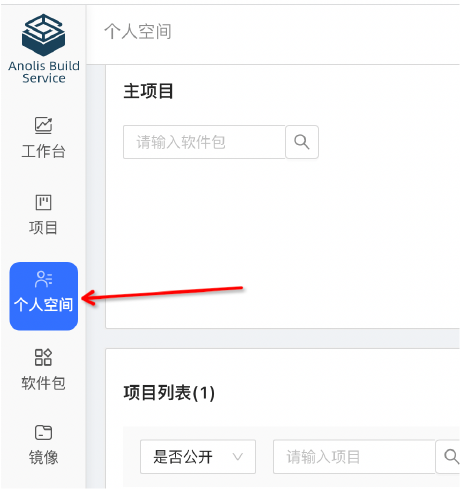 Anolis Build
Service
工作台
项目
个人空间
软件包
镜像
个人空间
主项目
请输入软件包
项目列表(1)
是否公开
请输入项目